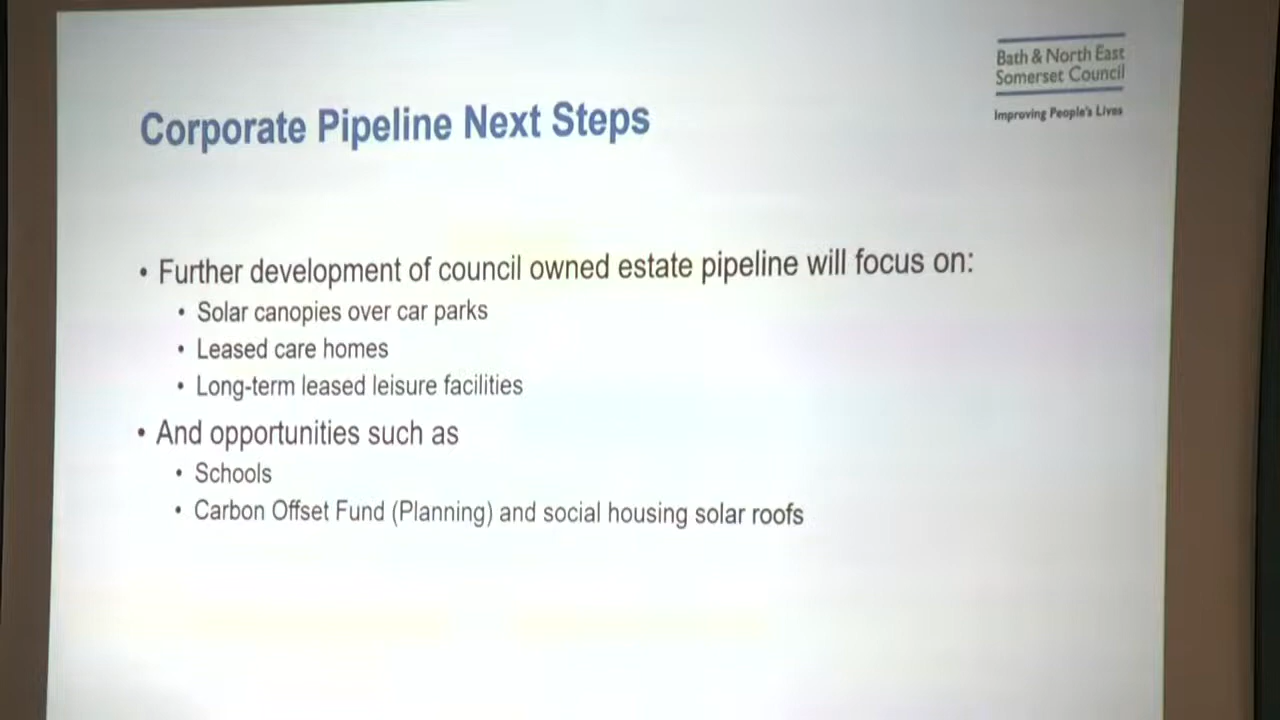 Bath & North East
Somerset Council
Improving People's Lives
Corporate Pipeline Next Steps
• Further development of council owned estate pipeline will focus on:
• Solar canopies over car parks
• Leased care homes
• Long-term leased leisure facilities
• And opportunities such as
• Schools
• Carbon Offset Fund (Planning) and social housing solar roofs